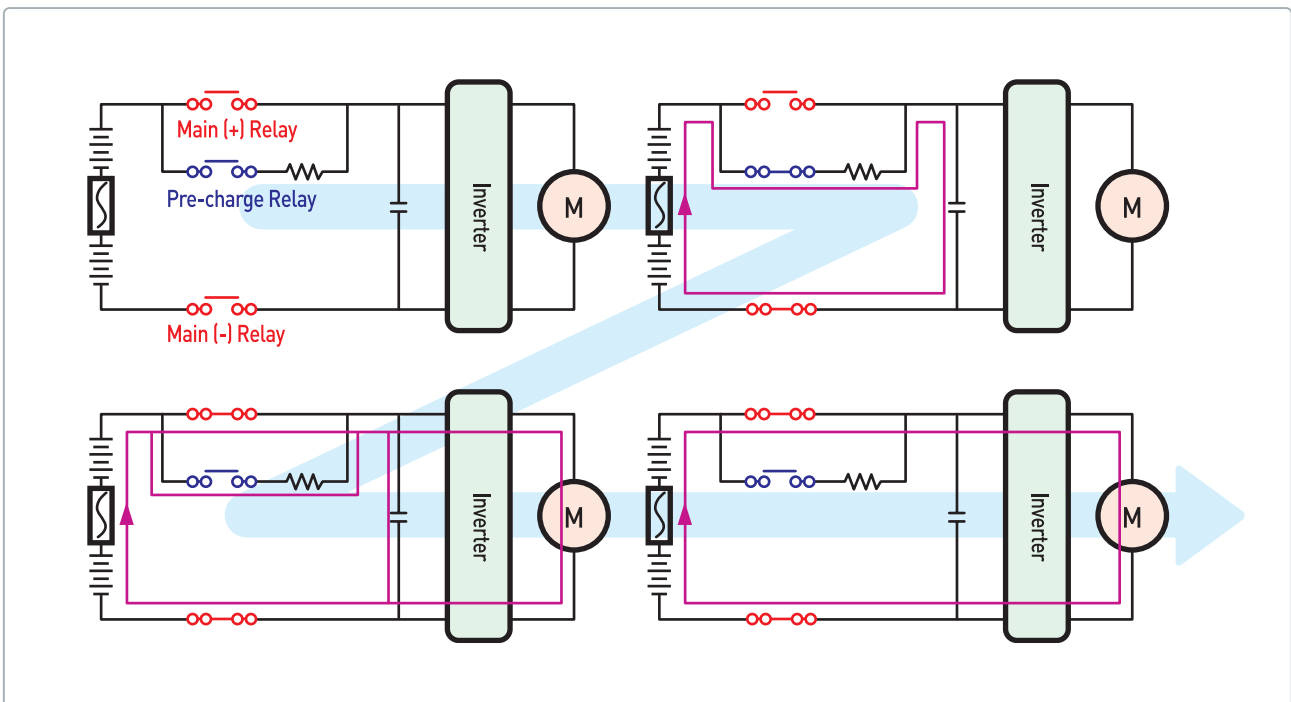 Main (+) Relay
Pre-charge Relay
Main (-) Relay
Inverter
M
Inverter
M
Inverter
M
Inverter
M